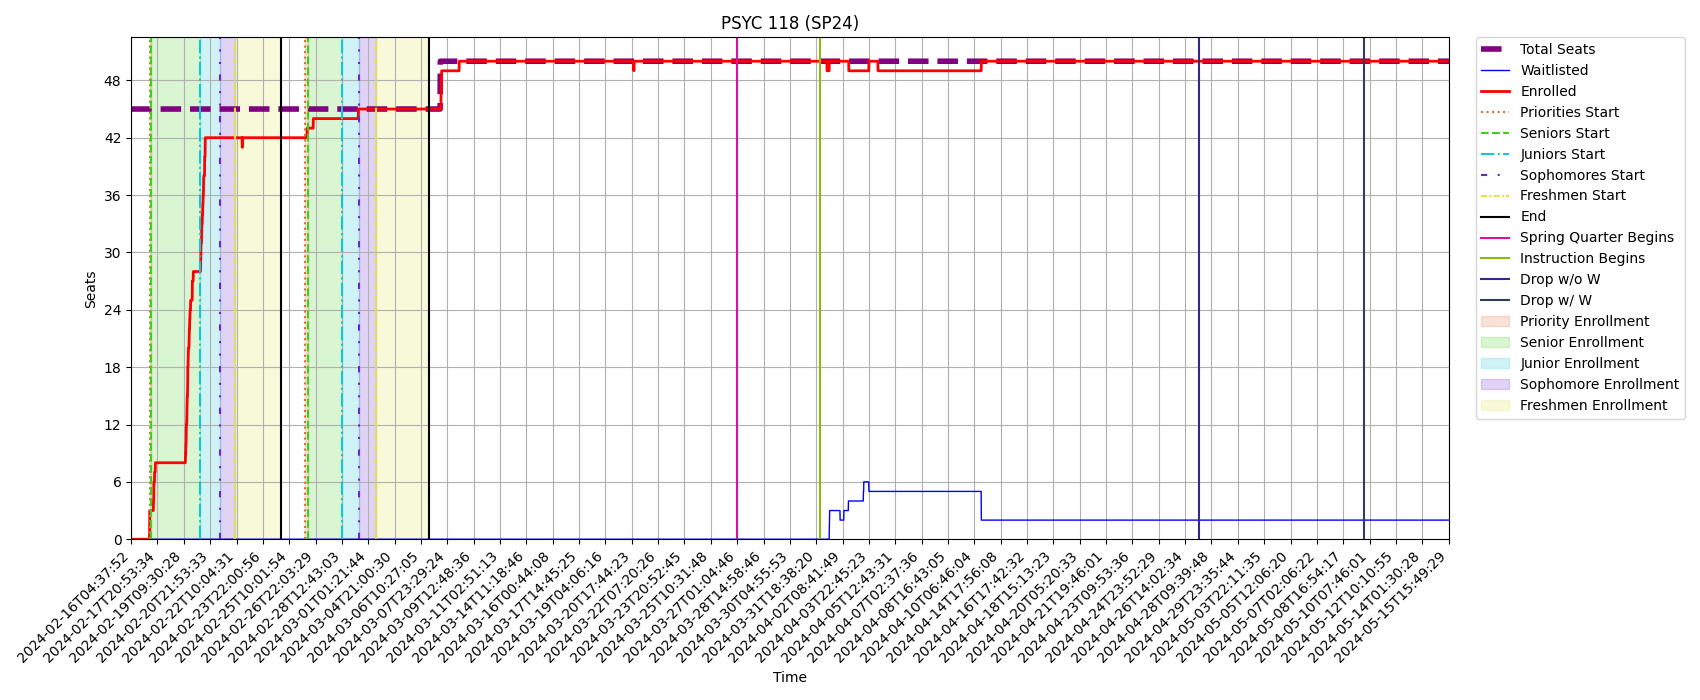 PSYC 118 (SP24)
Seats
48
42
36
30
24
18
12
6
0
2024-02-16T04:37:52
2024-02-17T20:53:34
2024-02-19T09:30:28
2024-02-20T21:53:33
2024-02-22T10:04:31
2024-02-23T22:00:56
2024-02-25T10:01:54
2024-02-26T22:03:29
2024-02-28T12:43:03
2024-03-01T01:21:44
2024-03-04T21:00:30
2024-03-06T10:27:05
2024-03-07T23:29:24
2024-03-09T12:48:36
2024-03-11T02:51:13
2024-03-14T11:18:46
2024-03-16T00:44:08
2024-03-17T14:45:25
2024-03-19T04:06:16
2024-03-20T17:44:23
2024-03-22T07:20:26
2024-03-23T20:52:45
2024-03-25T10:31:48
2024-03-27T01:04:46
2024-03-28T14:58:46
2024-03-30T04:55:53
2024-03-31T18:38:20
2024-04-02T08:41:49
2024-04-03T22:45:23
2024-04-05T12:43:31
2024-04-07T02:37:36
2024-04-08T16:43:05
2024-04-10T06:46:04
2024-04-14T17:56:08
2024-04-16T17:42:32
2024-04-18T15:13:23
2024-04-20T05:20:33
2024-04-21T19:46:01
2024-04-23T09:53:36
2024-04-24T23:52:29
2024-04-26T14:02:34
2024-04-28T09:39:48
2024-04-29T23:35:44
2024-05-03T22:11:35
2024-05-05T12:06:20
2024-05-07T02:06:22
2024-05-08T16:54:17
2024-05-10T07:46:01
2024-05-12T10:10:55
2024-05-14T01:30:28
2024-05-15T15:49:29
Time
Total Seats
Waitlisted
Enrolled
Priorities Start
Seniors Start
Juniors Start
Sophomores Start
Freshmen Start
End
Spring Quarter Begins
Instruction Begins
Drop w/o W
Drop w/ W
Priority Enrollment
Senior Enrollment
Junior Enrollment
Sophomore Enrollment
Freshmen Enrollment